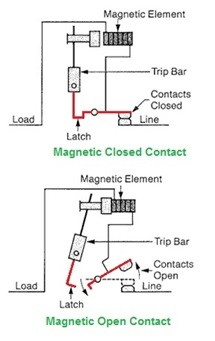 Magnetic Element
Trip Bar
Contacts
Closed
Load
Line
Latch
Magnetic Closed Contact
Magnetic Element
Trip Bar
Contacts
Open
Load
Line
Latch
Magnetic Open Contact